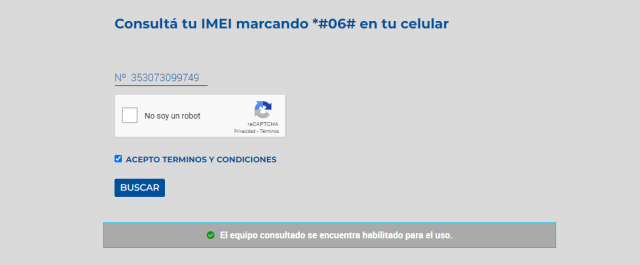 Consultá tu IMEI marcando *#06# en tu celular
Nº 353073099749
No soy un robot
reCAPTCHA
Privacidad - Términos
ACEPTO TERMINOS Y CONDICIONES
BUSCAR
El equipo consultado se encuentra habilitado para el uso.